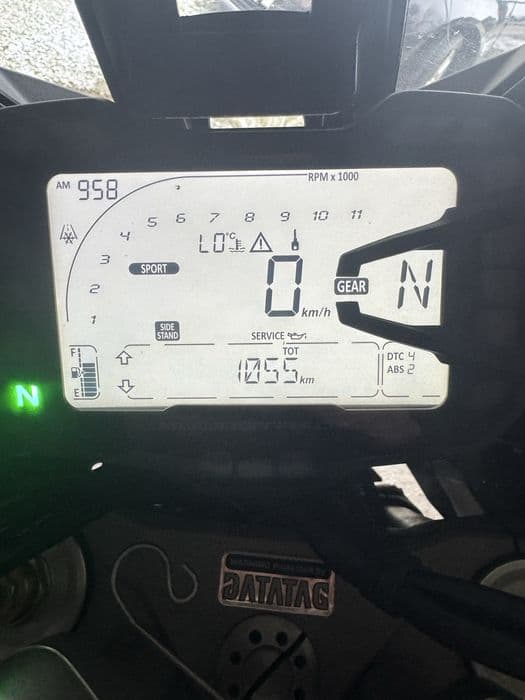 AM 958
RPM x 1000
1 2 3 4 5 6 7 8 9 10 11
LO °C
SPORT
0 km/h
GEAR N
SIDE STAND
SERVICE
TOT
1055 km
DTC 4
ABS 2
F
E
N
DATATAG